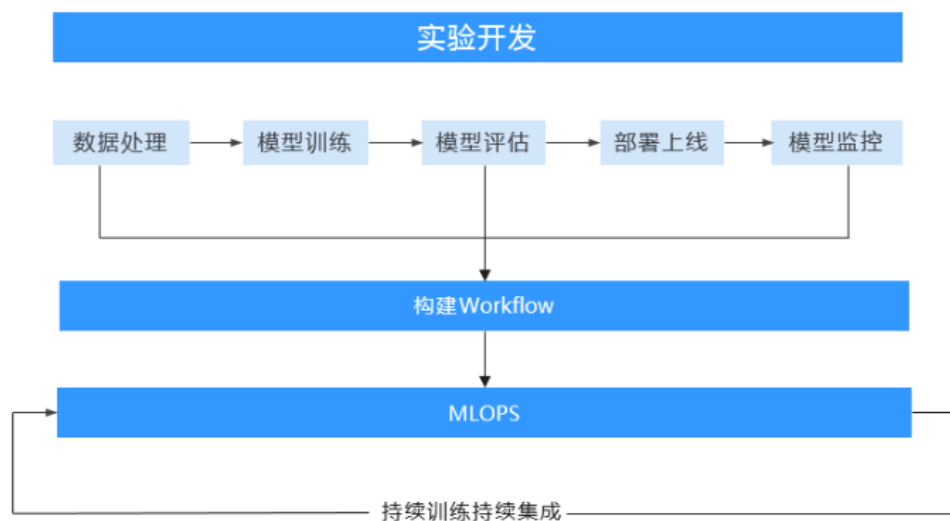 实验开发
数据处理
模型训练
模型评估
部署上线
模型监控
构建Workflow
MLOPS
持续训练持续集成